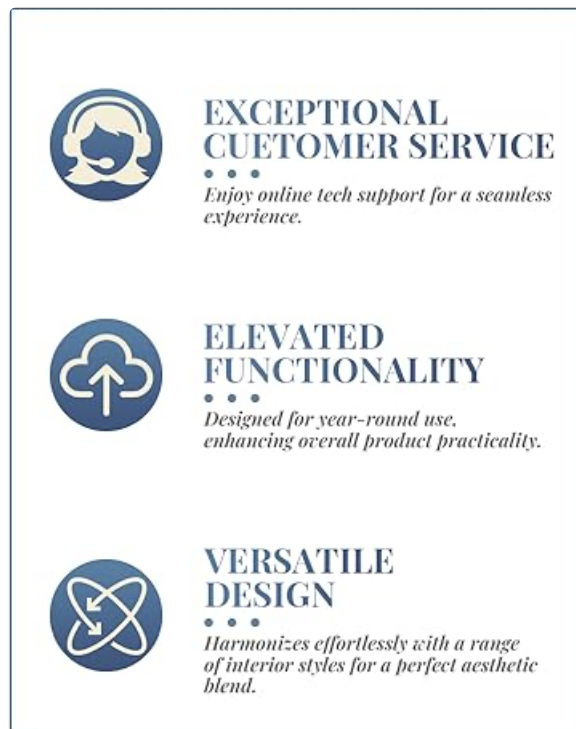 EXCEPTIONAL
CUETOMER SERVICE
Enjoy online tech support for a seamless
experience.
ELEVATED
FUNCTIONALITY
Designed for year-round use,
enhancing overall product practicality.
VERSATILE
DESIGN
Harmonizes effortlessly with a range
of interior styles for a perfect aesthetic
blend.